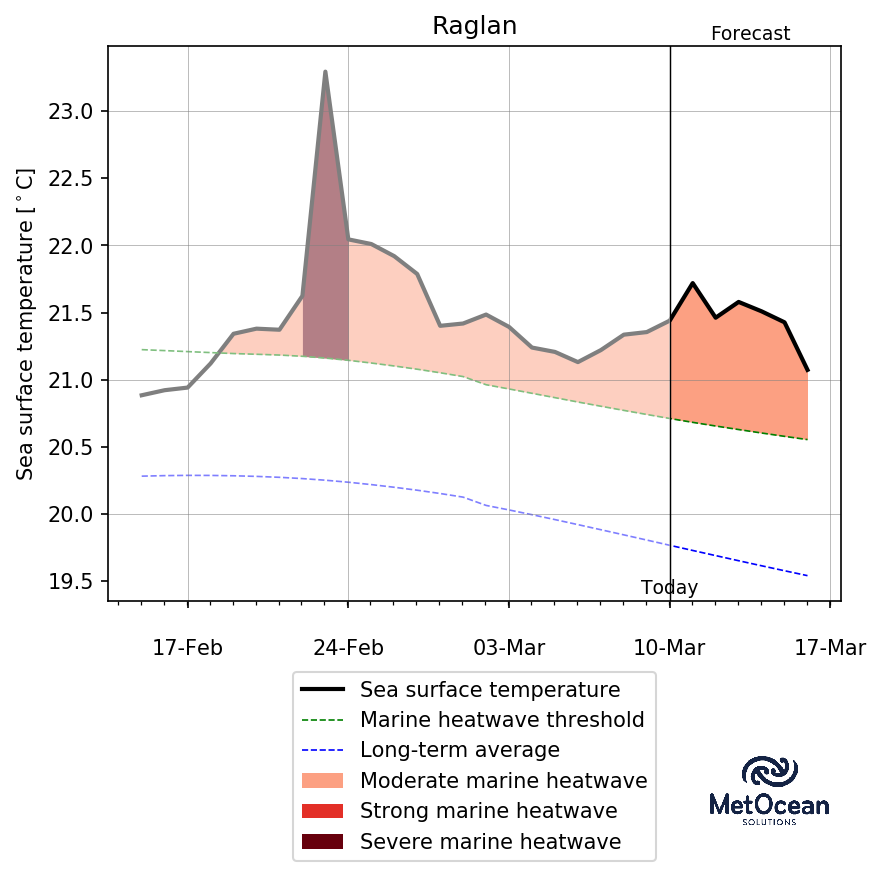 Raglan
Forecast
Sea surface temperature [°C]
23.0
22.5
22.0
21.5
21.0
20.5
20.0
19.5
Today
17-Feb 24-Feb 03-Mar 10-Mar 17-Mar
Sea surface temperature
Marine heatwave threshold
Long-term average
Moderate marine heatwave
Strong marine heatwave
Severe marine heatwave
MetOcean
SOLUTIONS